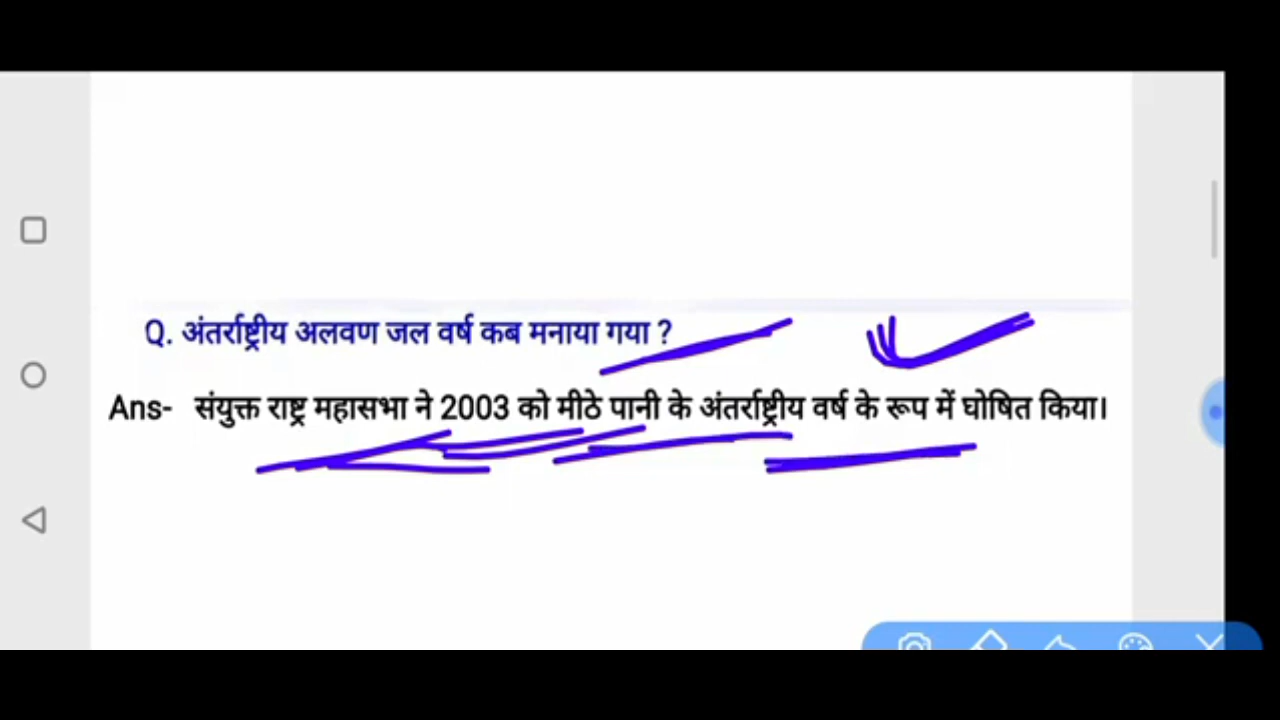 Q. अंतर्राष्ट्रीय अलवण जल वर्ष कब मनाया गया ?
Ans- संयुक्त राष्ट्र महासभा ने 2003 को मीठे पानी के अंतर्राष्ट्रीय वर्ष के रूप में घोषित किया।